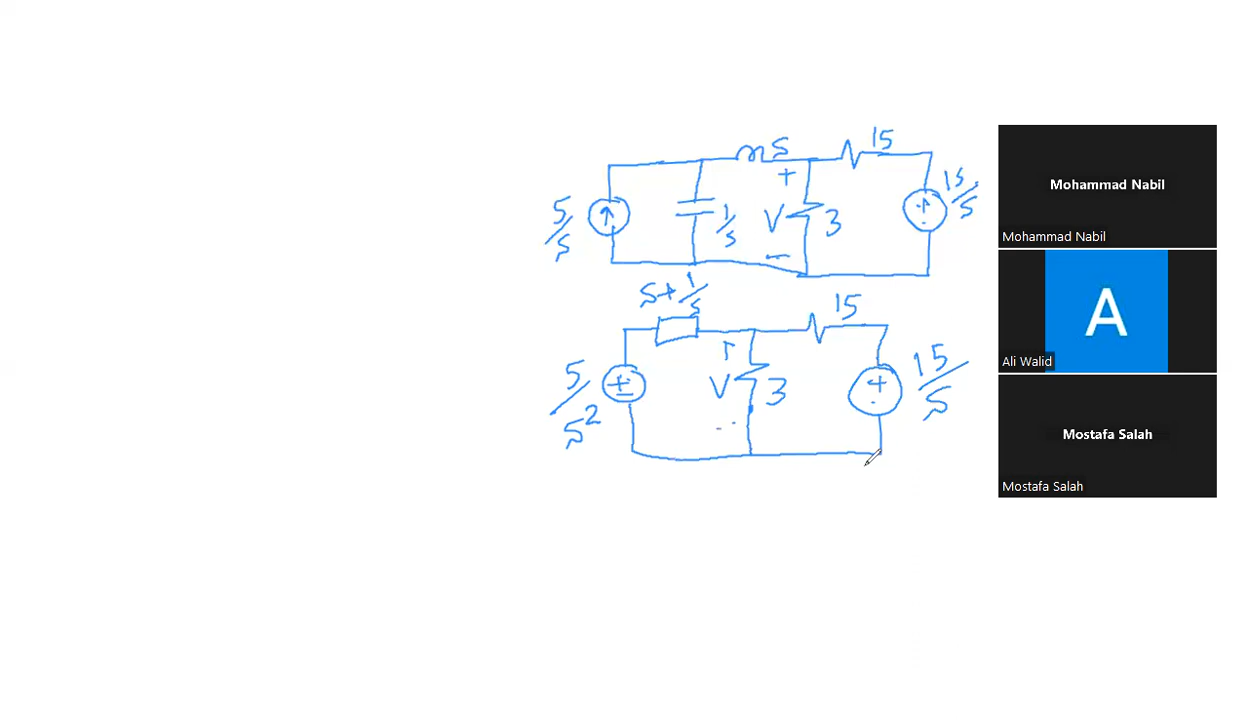 15
S
+
5/s
1/s
V
3
+
-
15/s
-
s+1/s
15
5/s²
+
-
V
3
+
-
15/s
Mohammad Nabil
Mohammad Nabil
A
Ali Walid
Mostafa Salah
Mostafa Salah